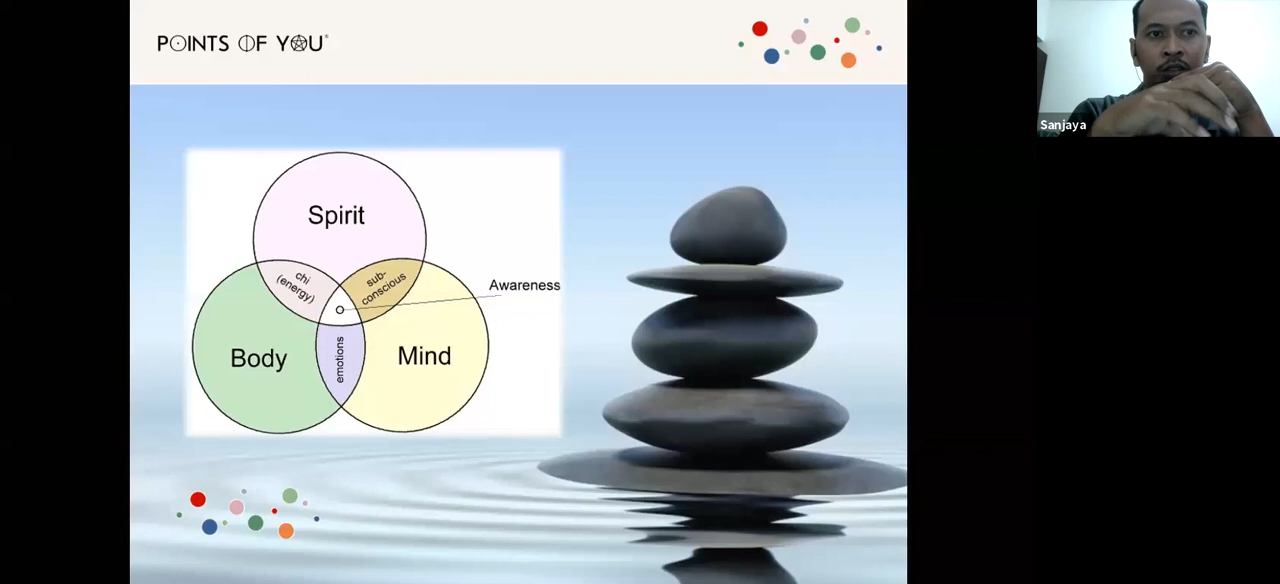 POINTS OF YOU®
Spirit
chi
(energy)
sub-
conscious
Awareness
Body
emotions
Mind
Sanjaya